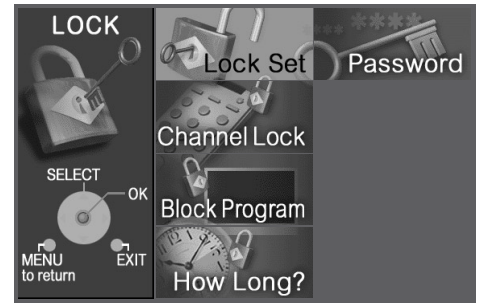 LOCK
SELECT
OK
MENU
to return
EXIT
Lock Set
Password
Channel Lock
Block Program
How Long?